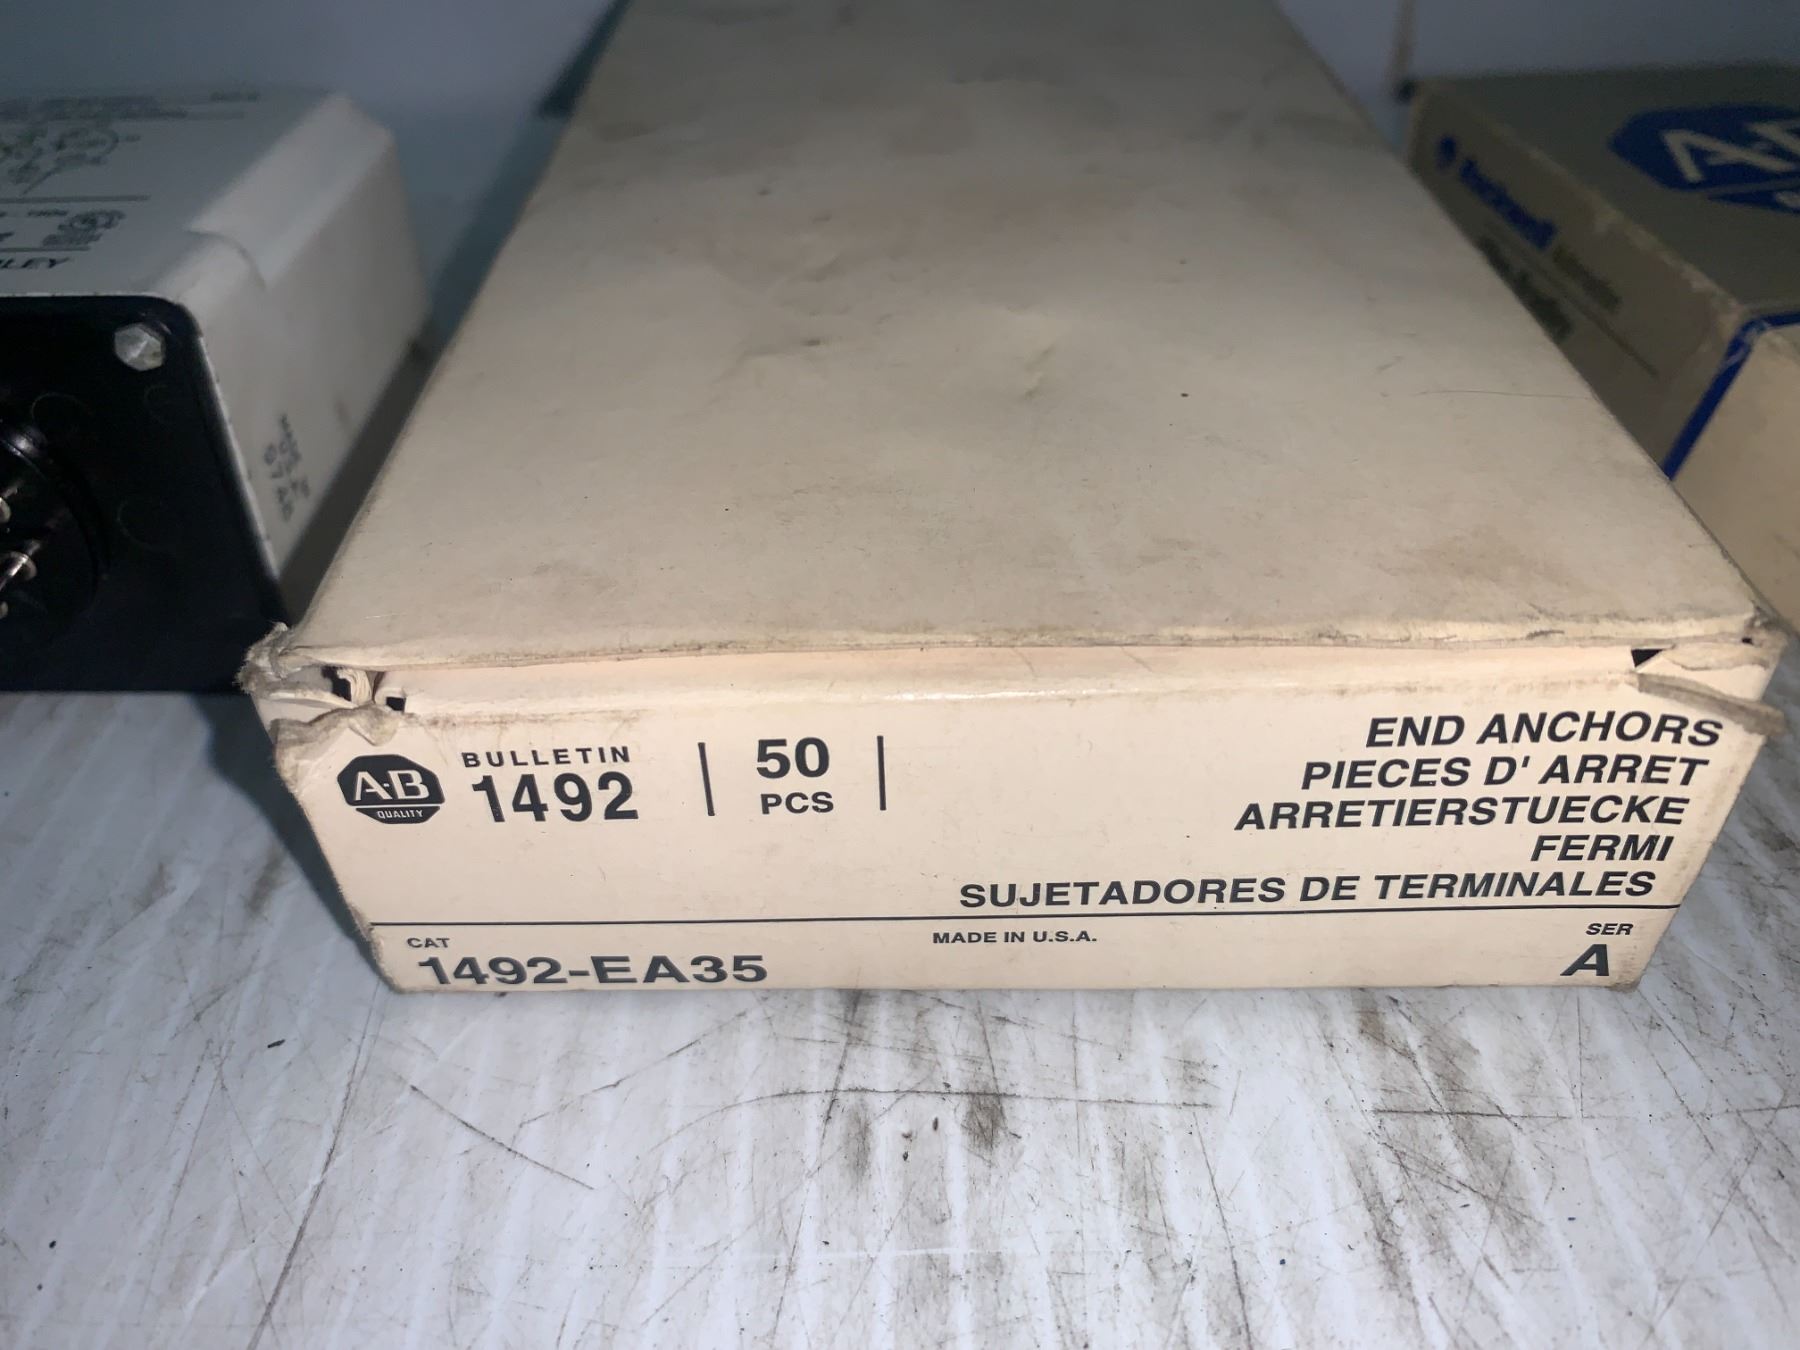 A-B
QUALITY
BULLETIN
1492
50
PCS
END ANCHORS
PIECES D' ARRET
ARRETIERSTUECKE
FERMI
SUJETADORES DE TERMINALES
CAT
1492-EA35
MADE IN U.S.A.
SER
A